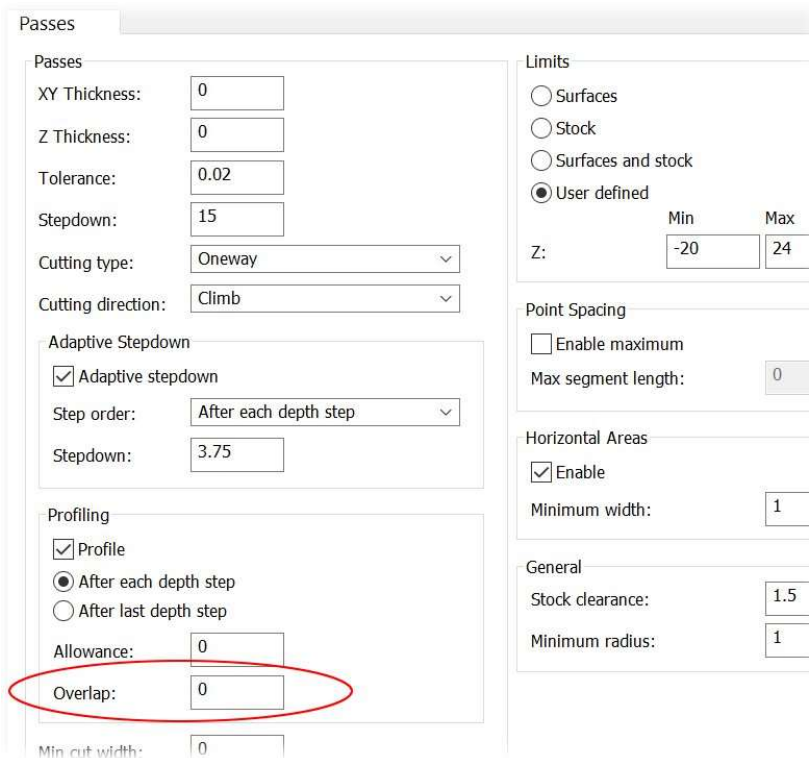 Passes
Passes
XY Thickness: 0
Z Thickness: 0
Tolerance: 0.02
Stepdown: 15
Cutting type: Oneway
Cutting direction: Climb
Adaptive Stepdown
Adaptive stepdown
Step order: After each depth step
Stepdown: 3.75
Profiling
Profile
After each depth step
After last depth step
Allowance: 0
Overlap: 0
Min cut width: 0
Limits
Surfaces
Stock
Surfaces and stock
User defined
Min Max
Z: -20 24
Point Spacing
Enable maximum
Max segment length: 0
Horizontal Areas
Enable
Minimum width: 1
General
Stock clearance: 1.5
Minimum radius: 1